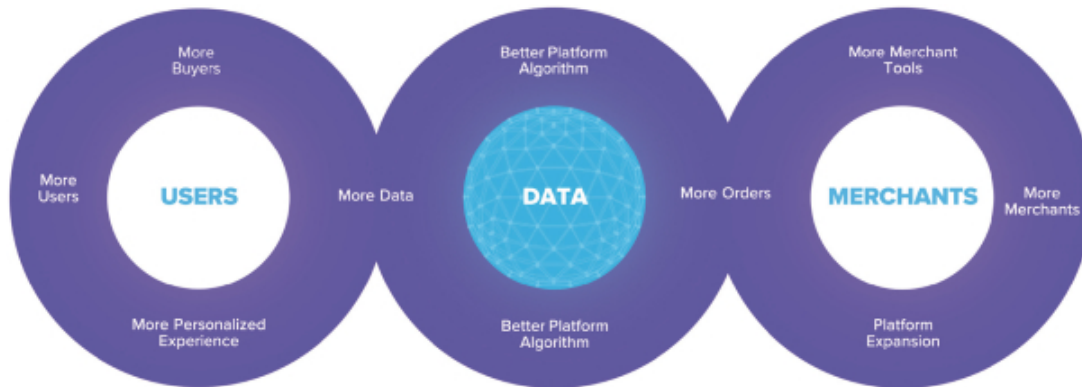 More
Buyers
Better Platform
Algorithm
More Merchant
Tools
More
Users
USERS
More Data
DATA
More Orders
MERCHANTS
More
Merchants
More Personalized
Experience
Better Platform
Algorithm
Platform
Expansion